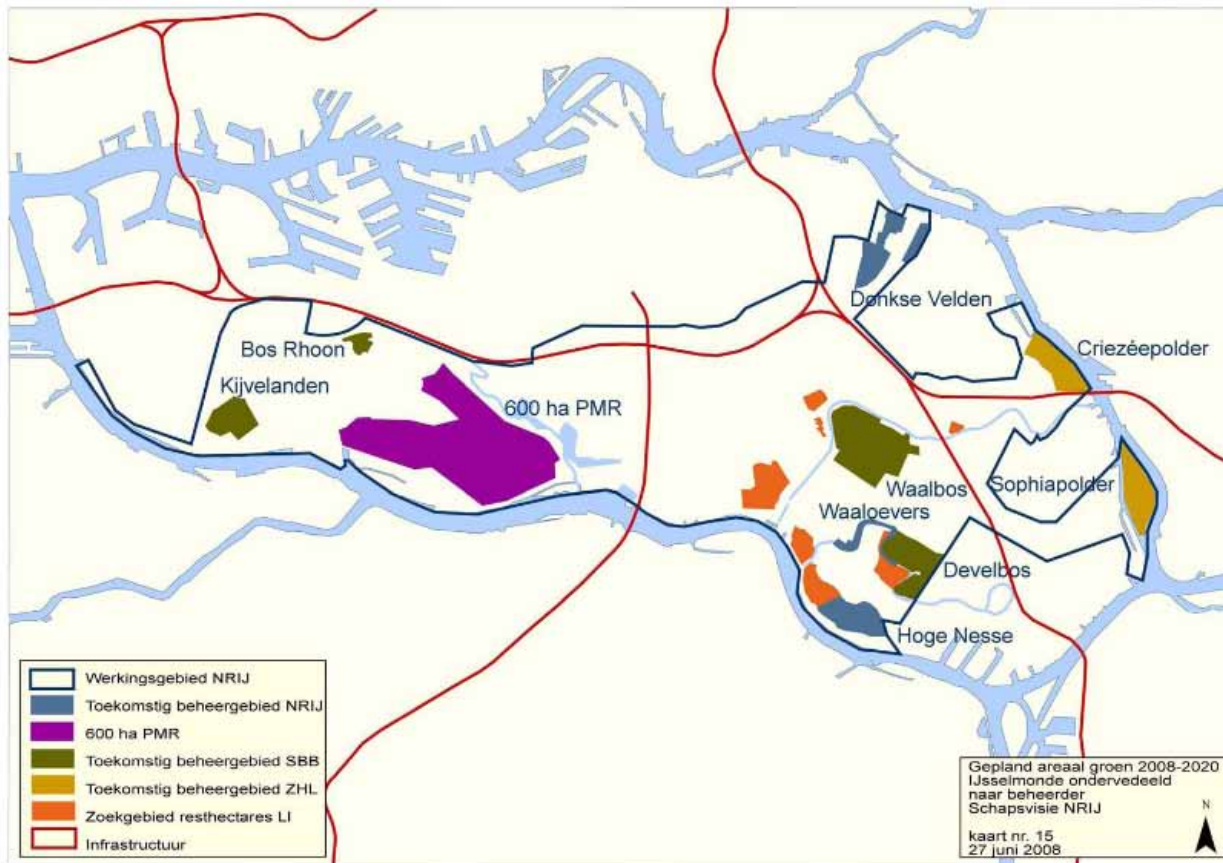 Donkse Velden
Criezéepolder
Bos Rhoon
Kijvelanden
600 ha PMR
Waalbos
Sophiapolder
Waaloevers
Develbos
Hoge Nesse
Werkingsgebied NRIJ
Toekomstig beheergebied NRIJ
600 ha PMR
Toekomstig beheergebied SBB
Toekomstig beheergebied ZHL
Zoekgebied resthectares LI
Infrastructuur
Gepland areaal groen 2008-2020
IJsselmonde ondervedeeld
naar beheerder
Schapsvisie NRIJ
kaart nr. 15
27 juni 2008
N